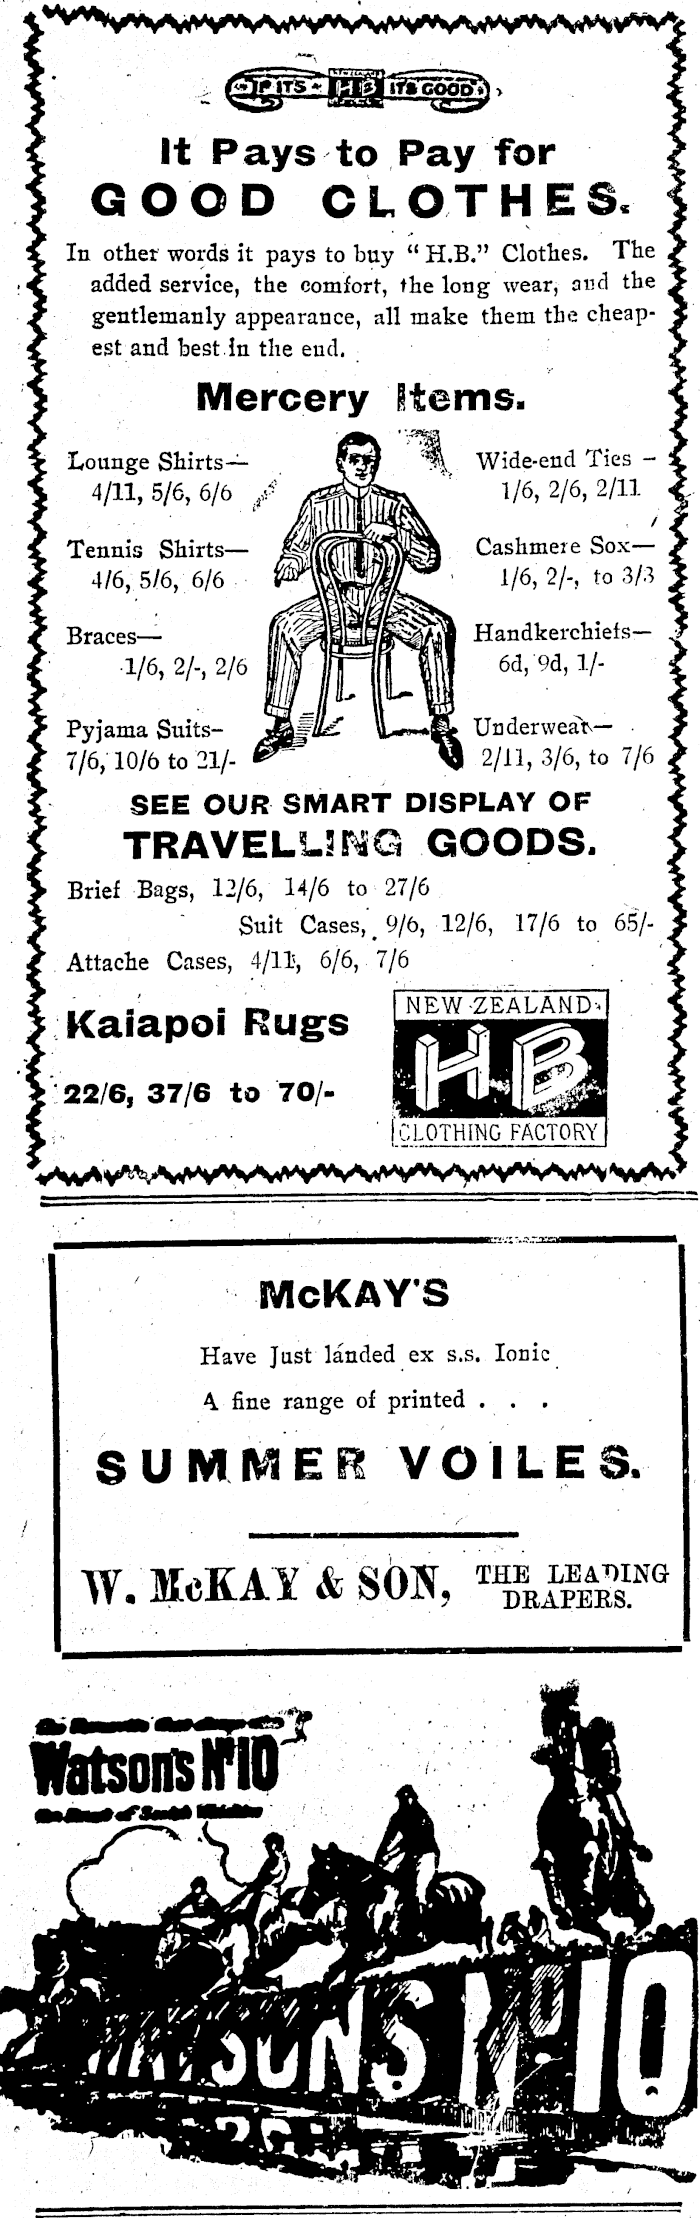 IF ITS H B ITS GOOD
It Pays to Pay for
GOOD CLOTHES.
In other words it pays to buy "H.B." Clothes. The
added service, the comfort, the long wear, and the
gentlemanly appearance, all make them the cheap-
est and best in the end.
Mercery Items.
Lounge Shirts—
4/11, 5/6, 6/6
Tennis Shirts—
4/6, 5/6, 6/6
Braces—
1/6, 2/-, 2/6
Pyjama Suits-
7/6, 10/6 to 21/-
Wide-end Ties -
1/6, 2/6, 2/11
Cashmere Sox—
1/6, 2/-, to 3/3
Handkerchiefs—
6d, 9d, 1/-
Underwear—
2/11, 3/6, to 7/6
SEE OUR SMART DISPLAY OF
TRAVELLING GOODS.
Brief Bags, 12/6, 14/6 to 27/6
Suit Cases, 9/6, 12/6, 17/6 to 65/-
Attache Cases, 4/11, 6/6, 7/6
Kaiapoi Rugs
22/6, 37/6 to 70/-
NEW ZEALAND
HB
CLOTHING FACTORY
McKAY'S
Have Just landed ex s.s. Ionic
A fine range of printed . . .
SUMMER VOILES.
W. McKAY & SON, THE LEADING
DRAPERS.
Watson's No 10
WATSONS No 10